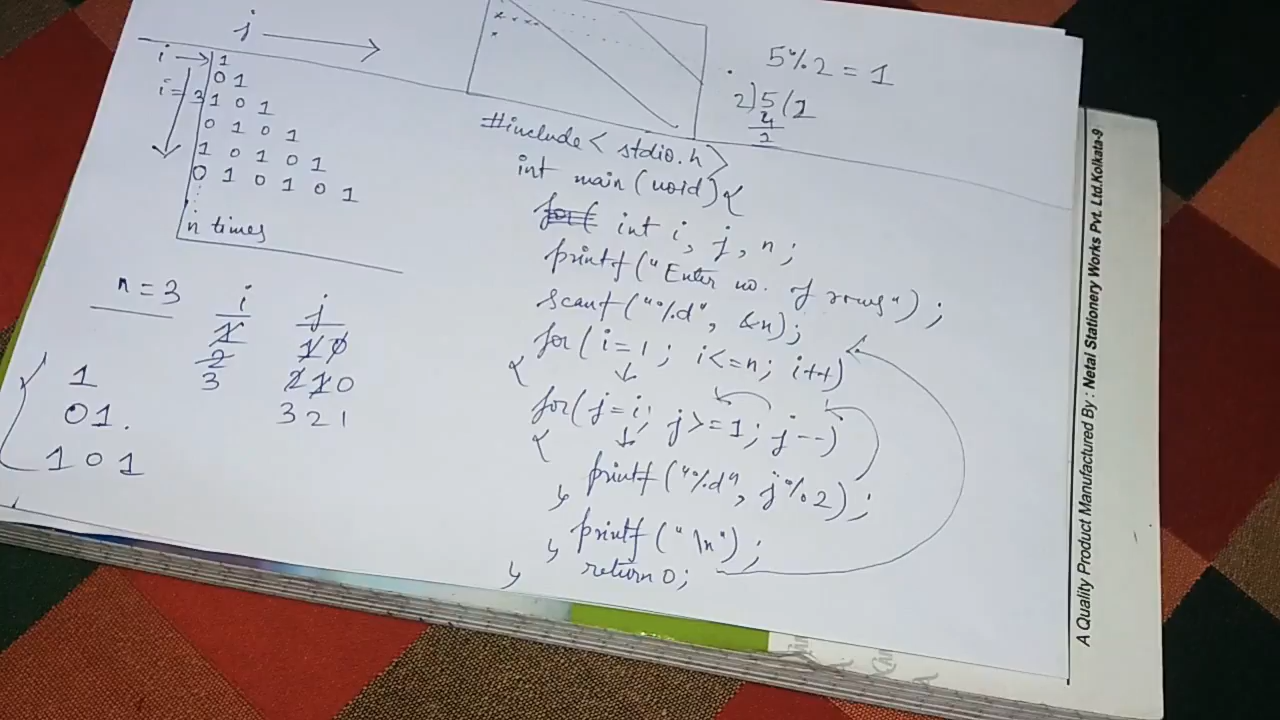 j
i → 1
0 1
i = 3 1 0 1
0 1 0 1
1 0 1 0 1
0 1 0 1 0 1
n times
n = 3
i j
1 1 0
2 2 1 0
3 3 2 1
1
01.
1 0 1
5%2 = 1
2)5(2
4
1
#include< stdio.h>
int main(void){
int i, j, n;
printf("Enter no. of rows");
scanf("%d", &n);
for(i=1; i<=n; i++)
{
for(j=i; j>=1; j--)
{
printf("%d", j%2);
}
printf("\n");
}
return 0;
}
A Quality Product Manufactured By : Netal Stationery Works Pvt. Ltd.Kolkata-9